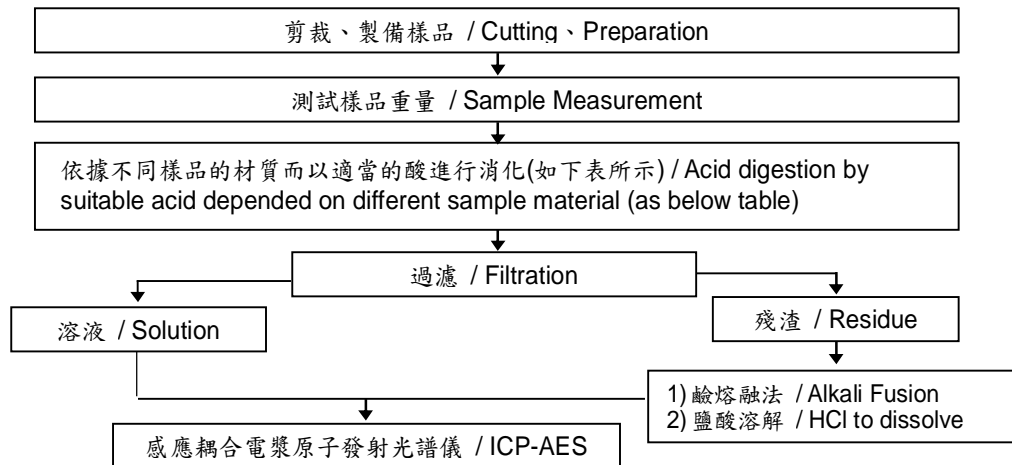 剪裁、製備樣品 / Cutting、Preparation
測試樣品重量 / Sample Measurement
依據不同樣品的材質而以適當的酸進行消化(如下表所示) / Acid digestion by
suitable acid depended on different sample material (as below table)
過濾 / Filtration
溶液 / Solution
殘渣 / Residue
1) 鹼熔融法 / Alkali Fusion
2) 鹽酸溶解 / HCl to dissolve
感應耦合電漿原子發射光譜儀 / ICP-AES